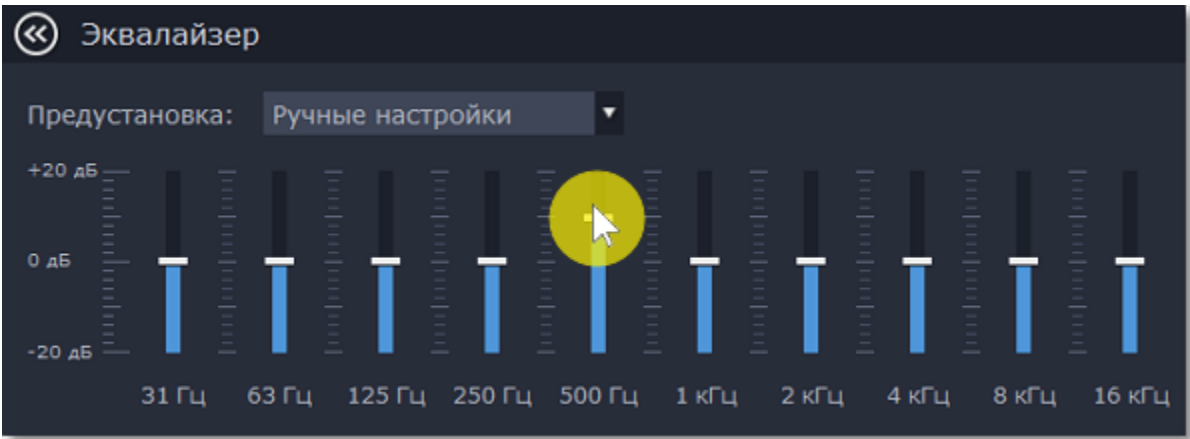 Эквалайзер
Предустановка: Ручные настройки
+20 дБ
0 дБ
-20 дБ
31 Гц 63 Гц 125 Гц 250 Гц 500 Гц 1 кГц 2 кГц 4 кГц 8 кГц 16 кГц